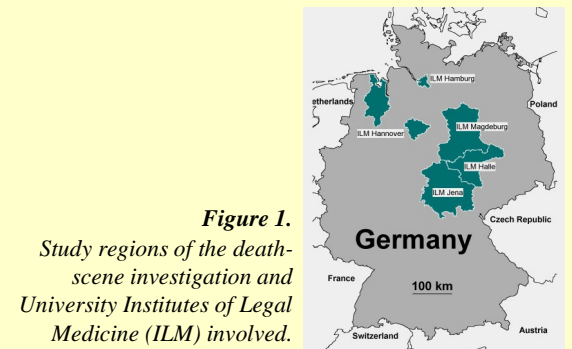 ILM Hamburg
etherlands
Poland
ILM Hannover
ILM Magdeburg
ILM Halle
ILM Jena
Czech Republic
Germany
France
100 km
Switzerland
Austria
Figure 1.
Study regions of the death-
scene investigation and
University Institutes of Legal
Medicine (ILM) involved.